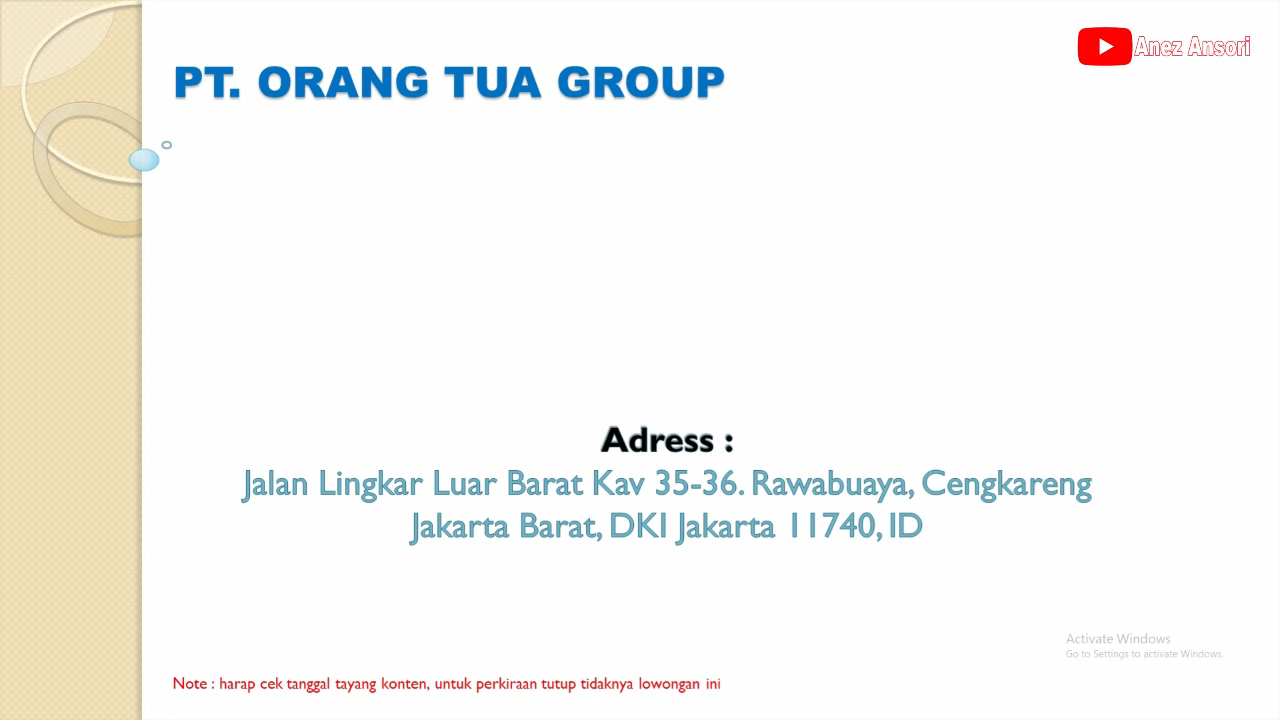 Anez Ansori
PT. ORANG TUA GROUP
Adress :
Jalan Lingkar Luar Barat Kav 35-36. Rawabuaya, Cengkareng
Jakarta Barat, DKI Jakarta 11740, ID
Activate Windows
Go to Settings to activate Windows.
Note : harap cek tanggal tayang konten, untuk perkiraan tutup tidaknya lowongan ini